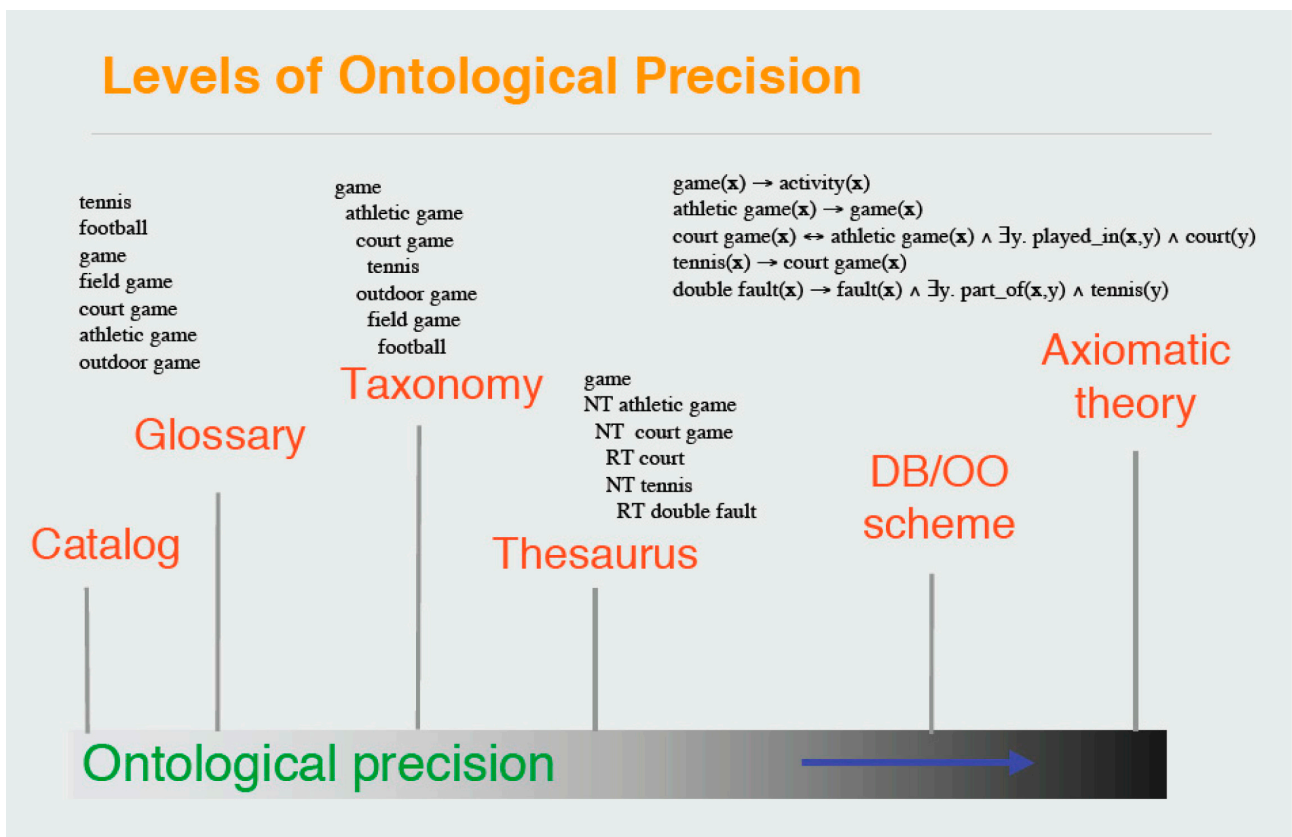 Levels of Ontological Precision
tennis
football
game
field game
court game
athletic game
outdoor game
game
athletic game
court game
tennis
outdoor game
field game
football
game(x) → activity(x)
athletic game(x) → game(x)
court game(x) ↔ athletic game(x) ∧ ∃y. played_in(x,y) ∧ court(y)
tennis(x) → court game(x)
double fault(x) → fault(x) ∧ ∃y. part_of(x,y) ∧ tennis(y)
game
NT athletic game
NT court game
RT court
NT tennis
RT double fault
Catalog
Glossary
Taxonomy
Thesaurus
DB/OO
scheme
Axiomatic
theory
Ontological precision